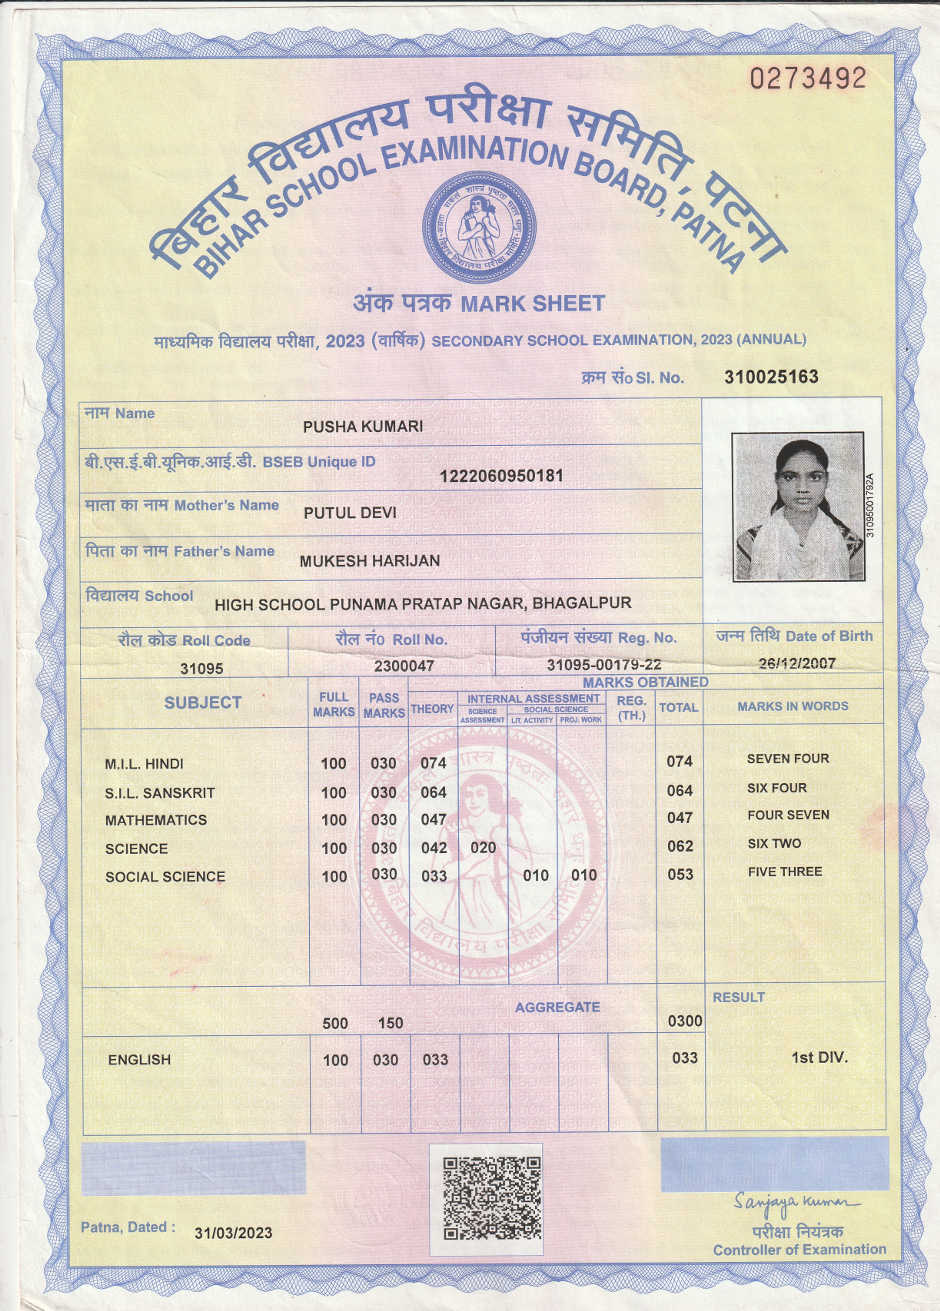 0273492
बिहार विद्यालय परीक्षा समिति, पटना
BIHAR SCHOOL EXAMINATION BOARD, PATNA
अंक पत्रक MARK SHEET
माध्यमिक विद्यालय परीक्षा, 2023 (वार्षिक) SECONDARY SCHOOL EXAMINATION, 2023 (ANNUAL)
क्रम सं० Sl. No. 310025163
नाम Name PUSHA KUMARI
बी.एस.ई.बी.यूनिक.आई.डी. BSEB Unique ID 1222060950181
माता का नाम Mother's Name PUTUL DEVI
पिता का नाम Father's Name MUKESH HARIJAN
विद्यालय School HIGH SCHOOL PUNAMA PRATAP NAGAR, BHAGALPUR
31095001792A
रौल कोड Roll Code रौल नं० Roll No. पंजीयन संख्या Reg. No. जन्म तिथि Date of Birth
31095 2300047 31095-00179-22 26/12/2007
MARKS OBTAINED
SUBJECT FULL MARKS PASS MARKS THEORY INTERNAL ASSESSMENT REG. (TH.) TOTAL MARKS IN WORDS
SCIENCE ASSESSMENT SOCIAL SCIENCE LIT. ACTIVITY PROJ. WORK
M.I.L. HINDI 100 030 074 074 SEVEN FOUR
S.I.L. SANSKRIT 100 030 064 064 SIX FOUR
MATHEMATICS 100 030 047 047 FOUR SEVEN
SCIENCE 100 030 042 020 062 SIX TWO
SOCIAL SCIENCE 100 030 033 010 010 053 FIVE THREE
AGGREGATE RESULT
500 150 0300
ENGLISH 100 030 033 033 1st DIV.
Sanjaya Kumar
Patna, Dated : 31/03/2023
परीक्षा नियंत्रक
Controller of Examination